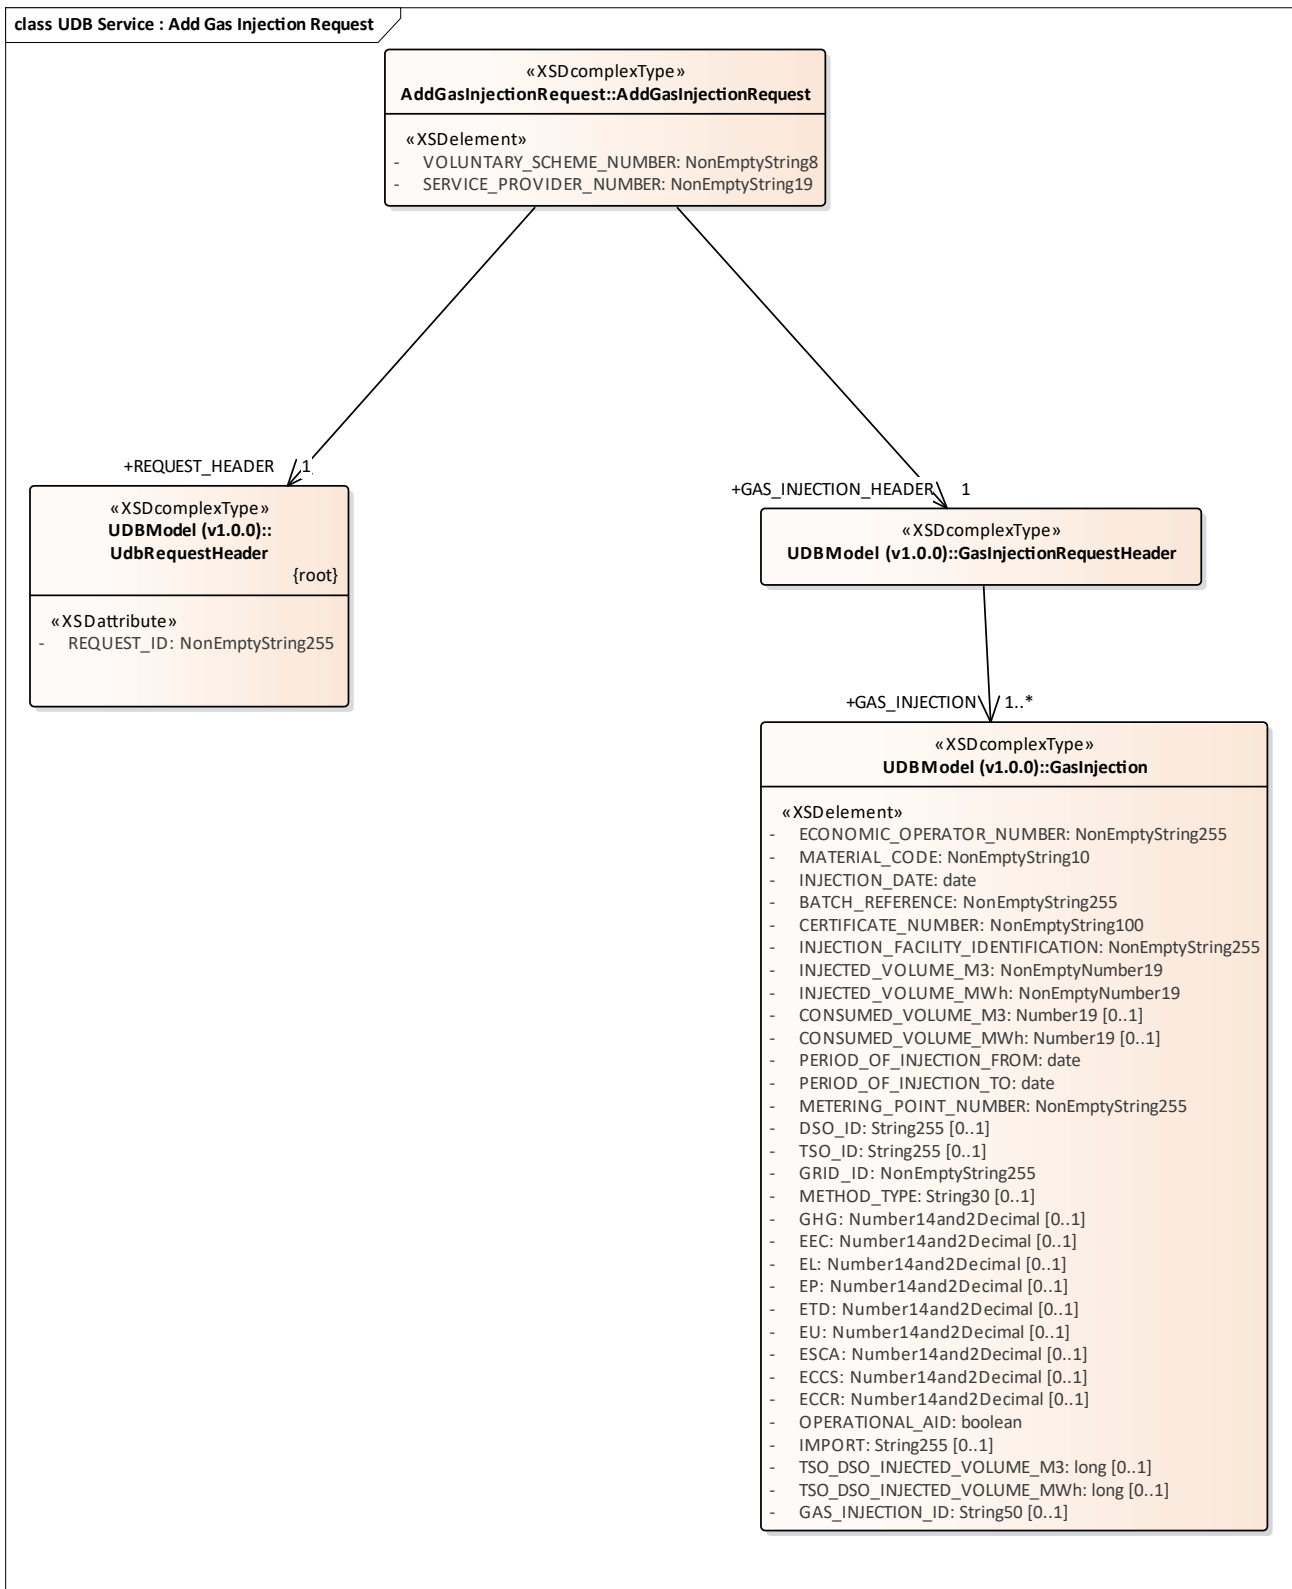 class UDB Service : Add Gas Injection Request
«XSDcomplexType»
AddGasInjectionRequest::AddGasInjectionRequest
«XSDelement»
- VOLUNTARY_SCHEME_NUMBER: NonEmptyString8
- SERVICE_PROVIDER_NUMBER: NonEmptyString19
+REQUEST_HEADER 1
+GAS_INJECTION_HEADER 1
«XSDcomplexType»
UDBModel (v1.0.0)::
UdbRequestHeader
{root}
«XSDattribute»
- REQUEST_ID: NonEmptyString255
«XSDcomplexType»
UDBModel (v1.0.0)::GasInjectionRequestHeader
+GAS_INJECTION 1..*
«XSDcomplexType»
UDBModel (v1.0.0)::GasInjection
«XSDelement»
- ECONOMIC_OPERATOR_NUMBER: NonEmptyString255
- MATERIAL_CODE: NonEmptyString10
- INJECTION_DATE: date
- BATCH_REFERENCE: NonEmptyString255
- CERTIFICATE_NUMBER: NonEmptyString100
- INJECTION_FACILITY_IDENTIFICATION: NonEmptyString255
- INJECTED_VOLUME_M3: NonEmptyNumber19
- INJECTED_VOLUME_MWh: NonEmptyNumber19
- CONSUMED_VOLUME_M3: Number19 [0..1]
- CONSUMED_VOLUME_MWh: Number19 [0..1]
- PERIOD_OF_INJECTION_FROM: date
- PERIOD_OF_INJECTION_TO: date
- METERING_POINT_NUMBER: NonEmptyString255
- DSO_ID: String255 [0..1]
- TSO_ID: String255 [0..1]
- GRID_ID: NonEmptyString255
- METHOD_TYPE: String30 [0..1]
- GHG: Number14and2Decimal [0..1]
- EEC: Number14and2Decimal [0..1]
- EL: Number14and2Decimal [0..1]
- EP: Number14and2Decimal [0..1]
- ETD: Number14and2Decimal [0..1]
- EU: Number14and2Decimal [0..1]
- ESCA: Number14and2Decimal [0..1]
- ECCS: Number14and2Decimal [0..1]
- ECCR: Number14and2Decimal [0..1]
- OPERATIONAL_AID: boolean
- IMPORT: String255 [0..1]
- TSO_DSO_INJECTED_VOLUME_M3: long [0..1]
- TSO_DSO_INJECTED_VOLUME_MWh: long [0..1]
- GAS_INJECTION_ID: String50 [0..1]